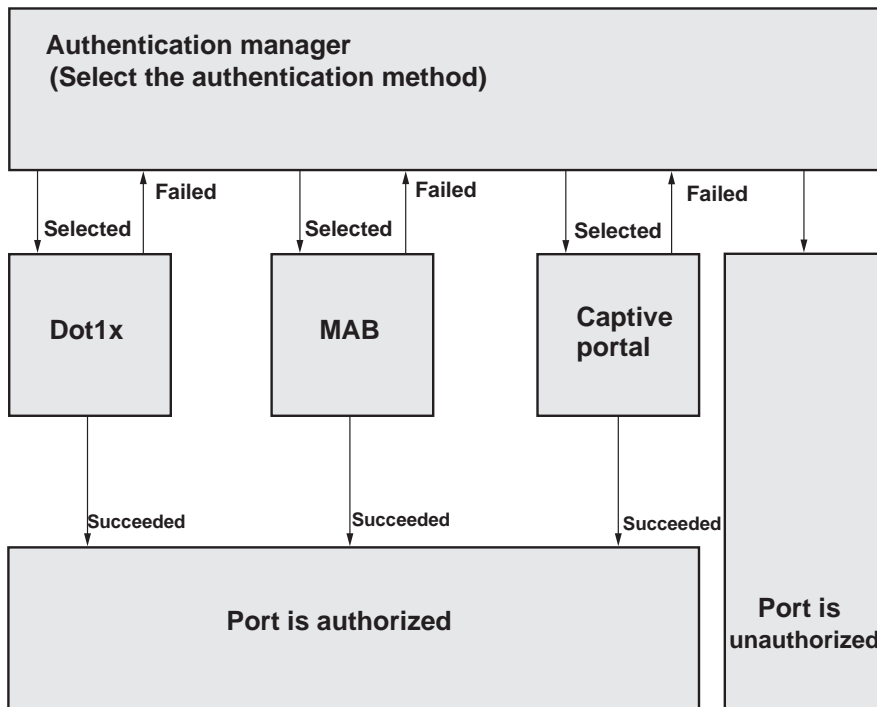 Authentication manager
(Select the authentication method)
Failed
Failed
Failed
Selected
Selected
Selected
Dot1x
MAB
Captive
portal
Succeeded
Succeeded
Succeeded
Port is authorized
Port is
unauthorized